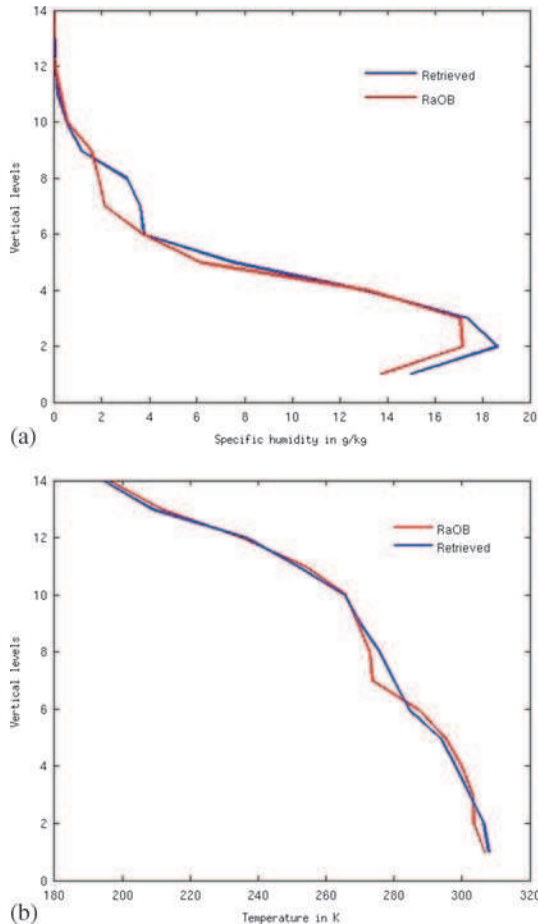 14
12
10
8
6
4
2
0
Vertical levels
Retrieved
RaOB
0 2 4 6 8 10 12 14 16 18 20
(a)
Specific humidity in g/kg
14
12
10
8
6
4
2
0
Vertical levels
RaOB
Retrieved
180 200 220 240 260 280 300 320
(b)
Temperature in K